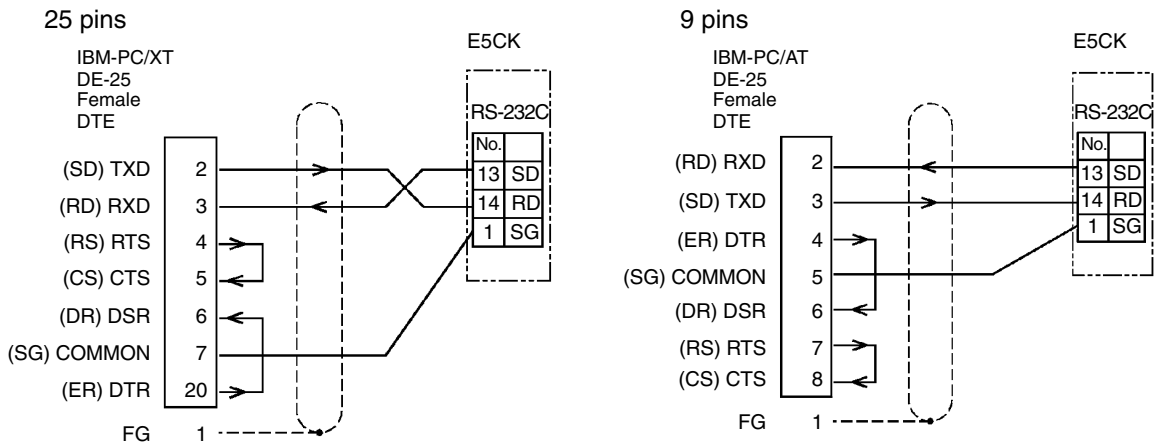 25 pins
IBM-PC/XT
DE-25
Female
DTE
E5CK
RS-232C
No.
(SD) TXD 2 13 SD
(RD) RXD 3 14 RD
(RS) RTS 4 1 SG
(CS) CTS 5
(DR) DSR 6
(SG) COMMON 7
(ER) DTR 20
FG 1
9 pins
IBM-PC/AT
DE-25
Female
DTE
E5CK
RS-232C
No.
(RD) RXD 2 13 SD
(SD) TXD 3 14 RD
(ER) DTR 4 1 SG
(SG) COMMON 5
(DR) DSR 6
(RS) RTS 7
(CS) CTS 8
FG 1